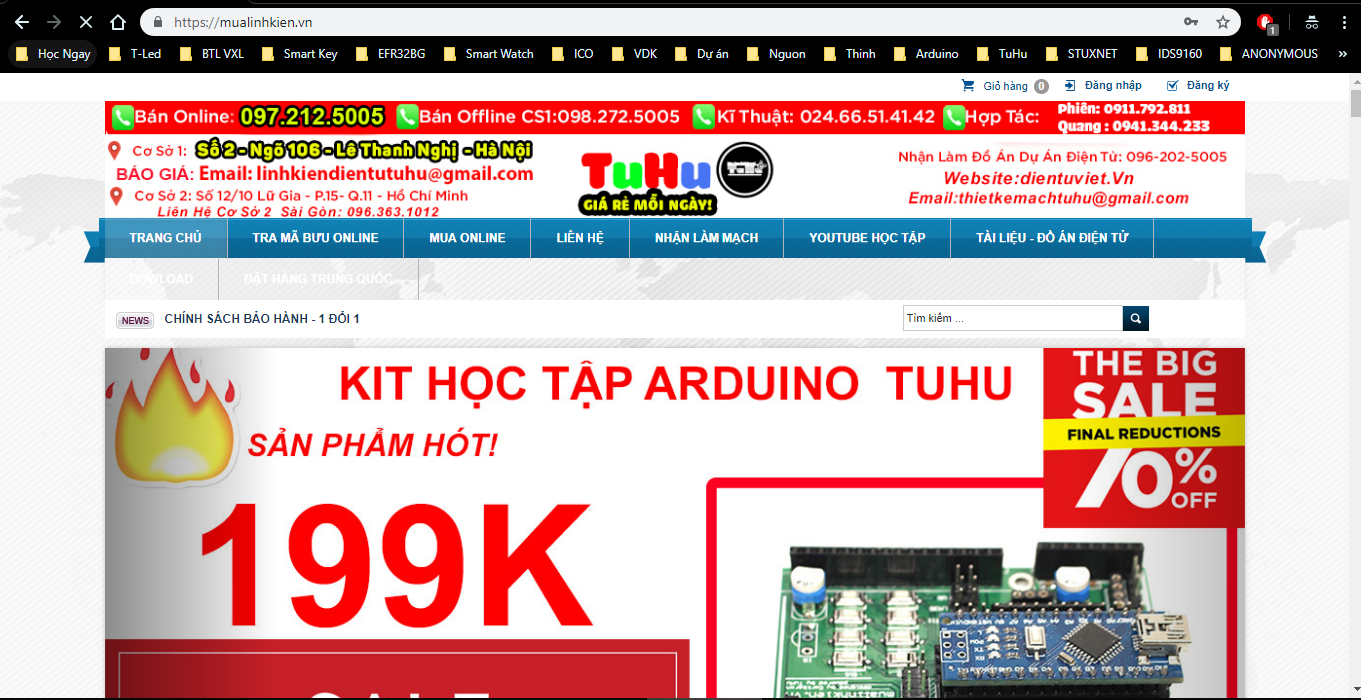 https://mualinhkien.vn
1
Học Ngay T-Led BTL VXL Smart Key EFR32BG Smart Watch ICO VDK Dự án Nguon Thinh Arduino TuHu STUXNET IDS9160 ANONYMOUS »
Giỏ hàng 0 Đăng nhập Đăng ký
Bán Online: 097.212.5005 Bán Offline CS1:098.272.5005 Kĩ Thuật: 024.66.51.41.42 Hợp Tác: Phiên: 0911.792.811
Quang : 0941.344.233
Cơ Sở 1: Số 2 - Ngõ 106 - Lê Thanh Nghị - Hà Nội
BÁO GIÁ: Email: linhkiendientutuhu@gmail.com
Cơ Sở 2: Số 12/10 Lữ Gia - P.15- Q.11 - Hồ Chí Minh
Liên Hệ Cơ Sở 2 Sài Gòn: 096.363.1012
TuHu
GIÁ RẺ MỖI NGÀY!
Nhận Làm Đồ Án Dự Án Điện Tử: 096-202-5005
Website:dientuviet.Vn
Email:thietkemachtuhu@gmail.com
TRANG CHỦ TRA MÃ BƯU ONLINE MUA ONLINE LIÊN HỆ NHẬN LÀM MẠCH YOUTUBE HỌC TẬP TÀI LIỆU - ĐỒ ÁN ĐIỆN TỬ
DOWLOAD ĐẶT HÀNG TRUNG QUỐC
NEWS CHÍNH SÁCH BẢO HÀNH - 1 ĐỔI 1
Tìm kiếm ...
KIT HỌC TẬP ARDUINO TUHU
SẢN PHẨM HÓT!
199K
THE BIG
SALE
FINAL REDUCTIONS
70%
OFF
SALE